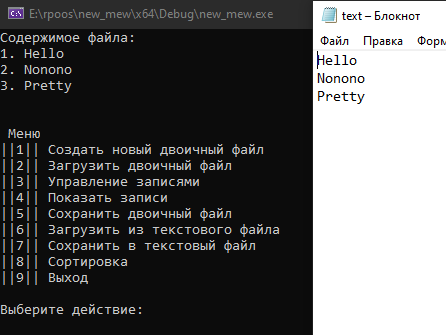 E:\rpoos\new_mew\x64\Debug\new_mew.exe
Содержимое файла:
1. Hello
2. Nonono
3. Pretty
Меню
||1|| Создать новый двоичный файл
||2|| Загрузить двоичный файл
||3|| Управление записями
||4|| Показать записи
||5|| Сохранить двоичный файл
||6|| Загрузить из текстового файла
||7|| Сохранить в текстовый файл
||8|| Сортировка
||9|| Выход
Выберите действие:
text – Блокнот
Файл Правка Форм
Hello
Nonono
Pretty